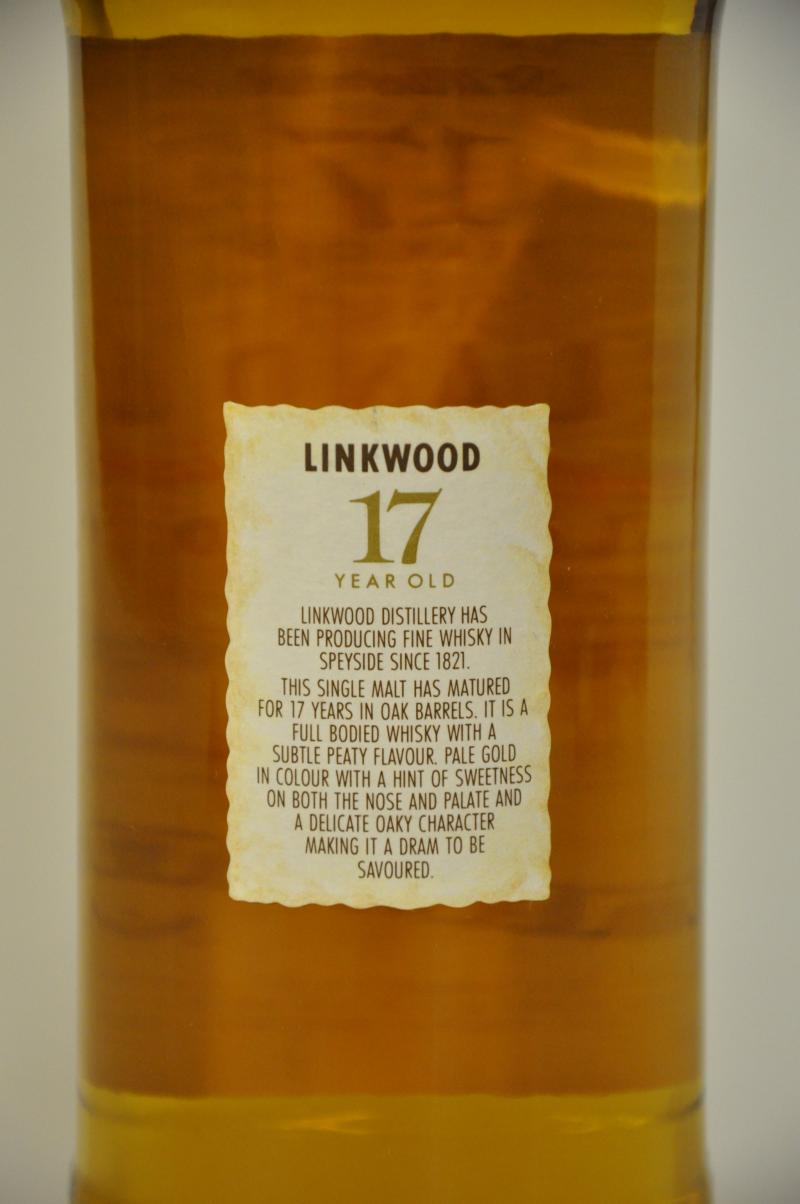 LINKWOOD
17
YEAR OLD
LINKWOOD DISTILLERY HAS
BEEN PRODUCING FINE WHISKY IN
SPEYSIDE SINCE 1821.
THIS SINGLE MALT HAS MATURED
FOR 17 YEARS IN OAK BARRELS. IT IS A
FULL BODIED WHISKY WITH A
SUBTLE PEATY FLAVOUR. PALE GOLD
IN COLOUR WITH A HINT OF SWEETNESS
ON BOTH THE NOSE AND PALATE AND
A DELICATE OAKY CHARACTER
MAKING IT A DRAM TO BE
SAVOURED.